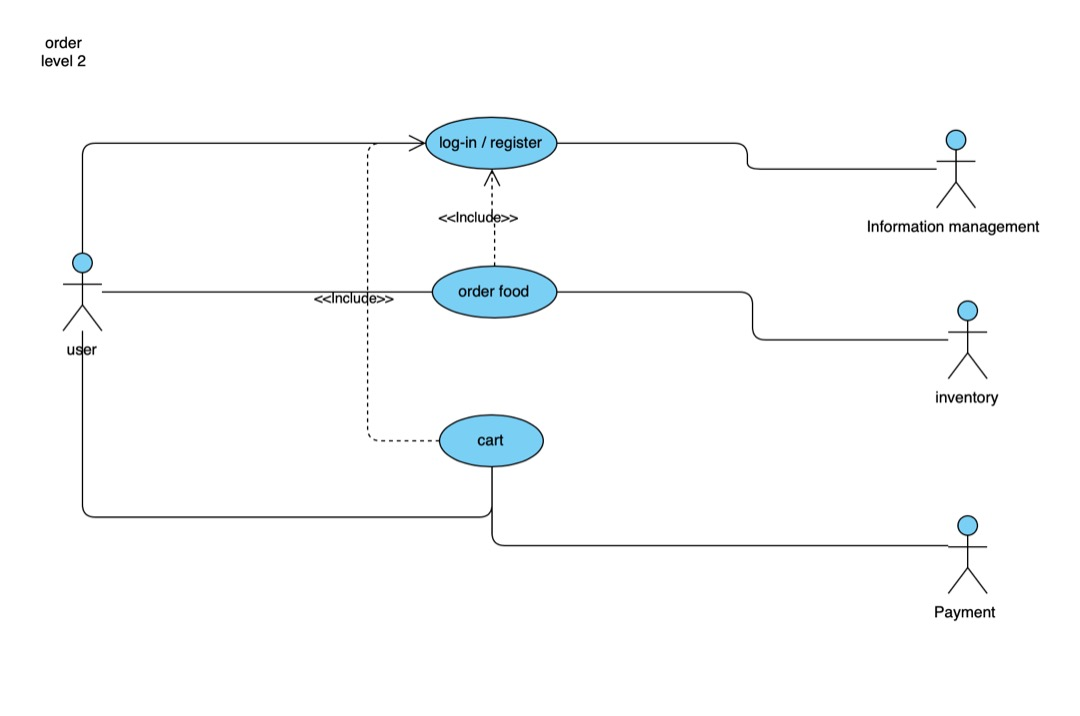 order
level 2
log-in / register
Information management
<<Include>>
user
order food
<<Include>>
inventory
cart
Payment